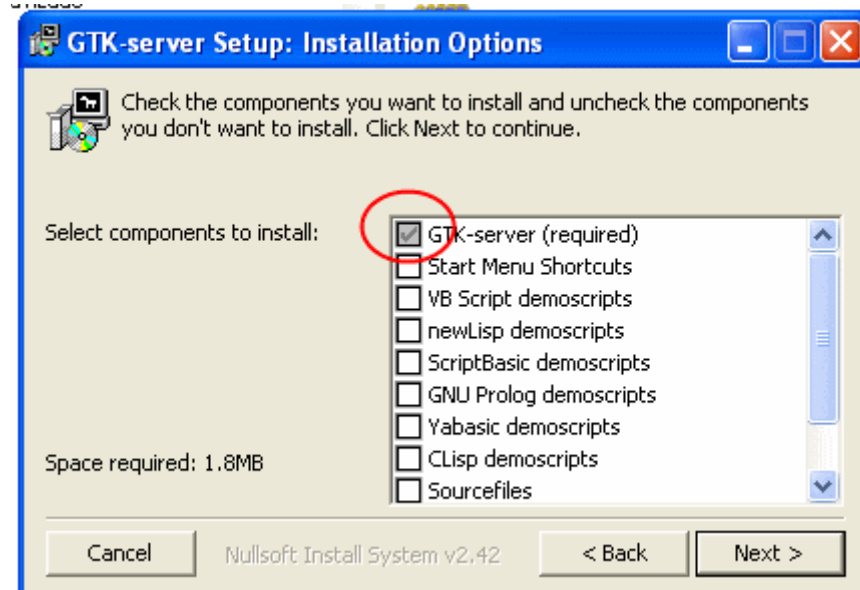 GTK-server Setup: Installation Options
Check the components you want to install and uncheck the components
you don't want to install. Click Next to continue.
Select components to install:
GTK-server (required)
Start Menu Shortcuts
VB Script demoscripts
newLisp demoscripts
ScriptBasic demoscripts
GNU Prolog demoscripts
Yabasic demoscripts
CLisp demoscripts
Sourcefiles
Space required: 1.8MB
Cancel
Nullsoft Install System v2.42
< Back
Next >